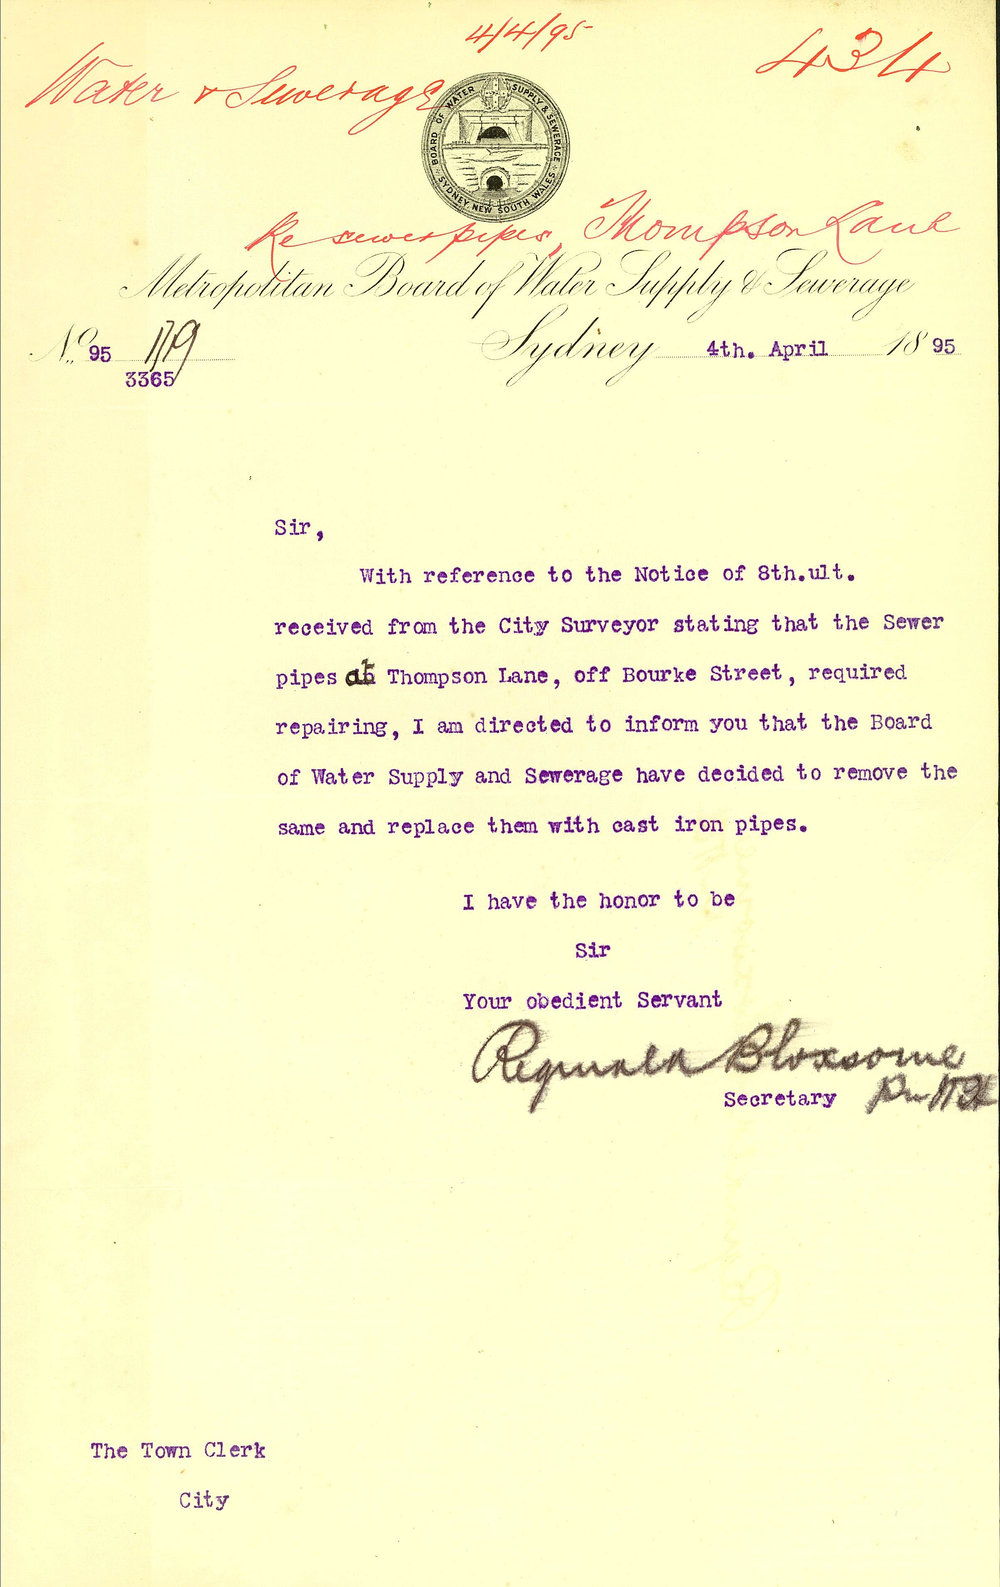 4/4/95
434
Water & Sewerage
BOARD OF WATER SUPPLY & SEWERAGE
SYDNEY, NEW SOUTH WALES
Re sewer pipes, Thompson Lane
Metropolitan Board of Water Supply & Sewerage
No. 95 119
3365
Sydney 4th. April 1895
Sir,
With reference to the Notice of 8th.ult.
received from the City Surveyor stating that the Sewer
pipes at Thompson Lane, off Bourke Street, required
repairing, I am directed to inform you that the Board
of Water Supply and Sewerage have decided to remove the
same and replace them with cast iron pipes.
I have the honor to be
Sir
Your obedient Servant
Reginald Bloxsome
Secretary
The Town Clerk
City